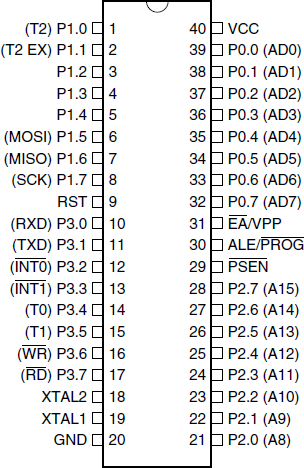 (T2) P1.0 1 40 VCC
(T2 EX) P1.1 2 39 P0.0 (AD0)
P1.2 3 38 P0.1 (AD1)
P1.3 4 37 P0.2 (AD2)
P1.4 5 36 P0.3 (AD3)
(MOSI) P1.5 6 35 P0.4 (AD4)
(MISO) P1.6 7 34 P0.5 (AD5)
(SCK) P1.7 8 33 P0.6 (AD6)
RST 9 32 P0.7 (AD7)
(RXD) P3.0 10 31 E̅A̅/VPP
(TXD) P3.1 11 30 ALE/P̅R̅O̅G̅
(I̅N̅T̅0̅) P3.2 12 29 P̅S̅E̅N̅
(I̅N̅T̅1̅) P3.3 13 28 P2.7 (A15)
(T0) P3.4 14 27 P2.6 (A14)
(T1) P3.5 15 26 P2.5 (A13)
(W̅R̅) P3.6 16 25 P2.4 (A12)
(R̅D̅) P3.7 17 24 P2.3 (A11)
XTAL2 18 23 P2.2 (A10)
XTAL1 19 22 P2.1 (A9)
GND 20 21 P2.0 (A8)